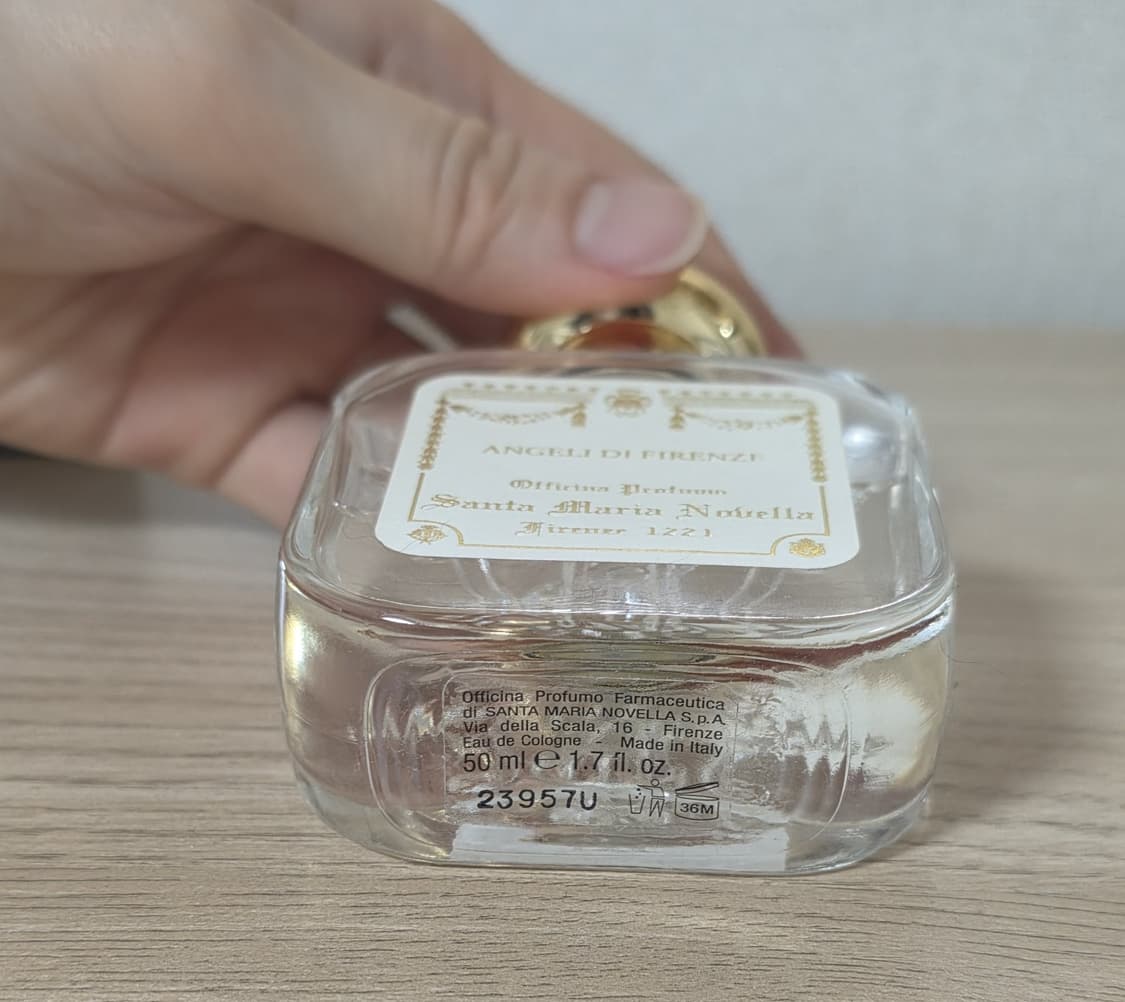 ANGELI DI FIRENZE
Officina Profumo
Santa Maria Novella
Firenze 1221
Officina Profumo Farmaceutica
di SANTA MARIA NOVELLA S.p.A.
Via della Scala, 16 - Firenze
Eau de Cologne - Made in Italy
50 ml ℮ 1.7 fl. oz.
23957U
36M